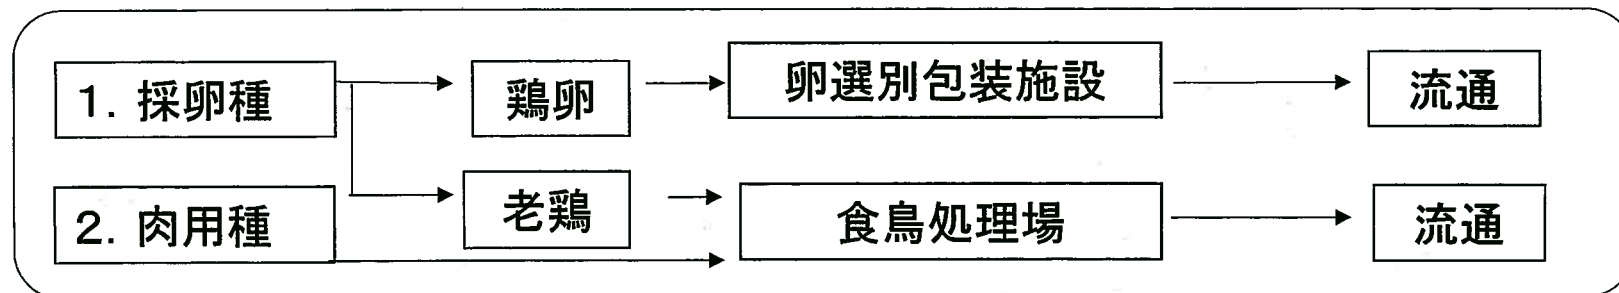 1. 採卵種
鶏卵
卵選別包装施設
流通
老鶏
2. 肉用種
食鳥処理場
流通